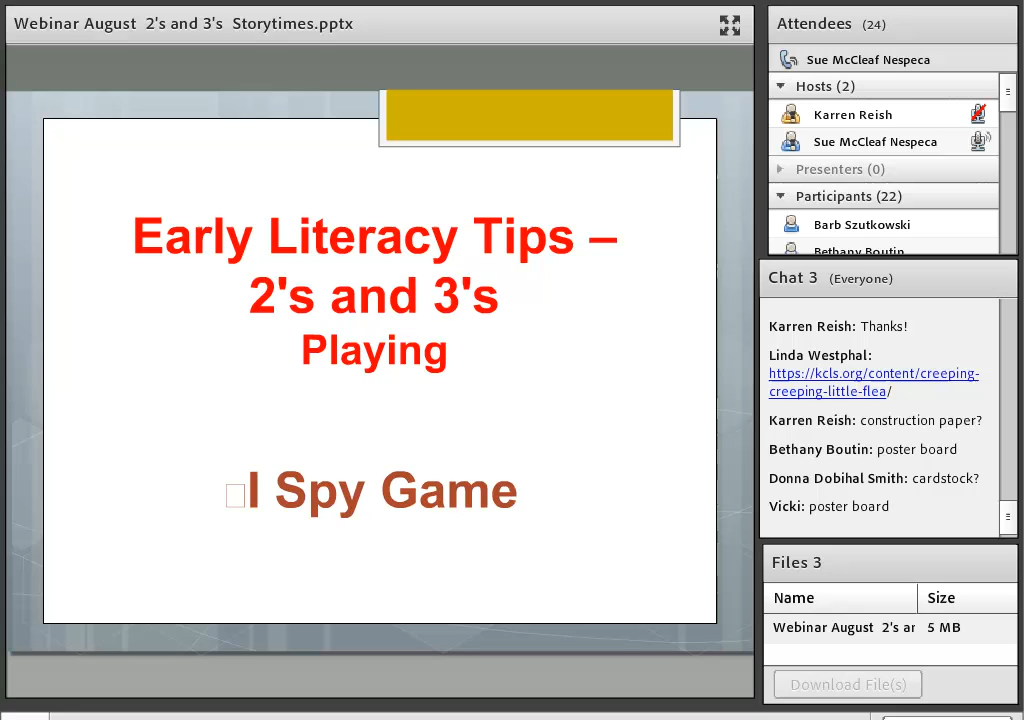 Webinar August 2's and 3's Storytimes.pptx
Early Literacy Tips –
2's and 3's
Playing
I Spy Game
Attendees (24)
Sue McCleaf Nespeca
Hosts (2)
Karren Reish
Sue McCleaf Nespeca
Presenters (0)
Participants (22)
Barb Szutkowski
Bethany Boutin
Chat 3 (Everyone)
Karren Reish: Thanks!
Linda Westphal:
https://kcls.org/content/creeping-
creeping-little-flea/
Karren Reish: construction paper?
Bethany Boutin: poster board
Donna Dobihal Smith: cardstock?
Vicki: poster board
Files 3
Name Size
Webinar August 2's ar 5 MB
Download File(s)